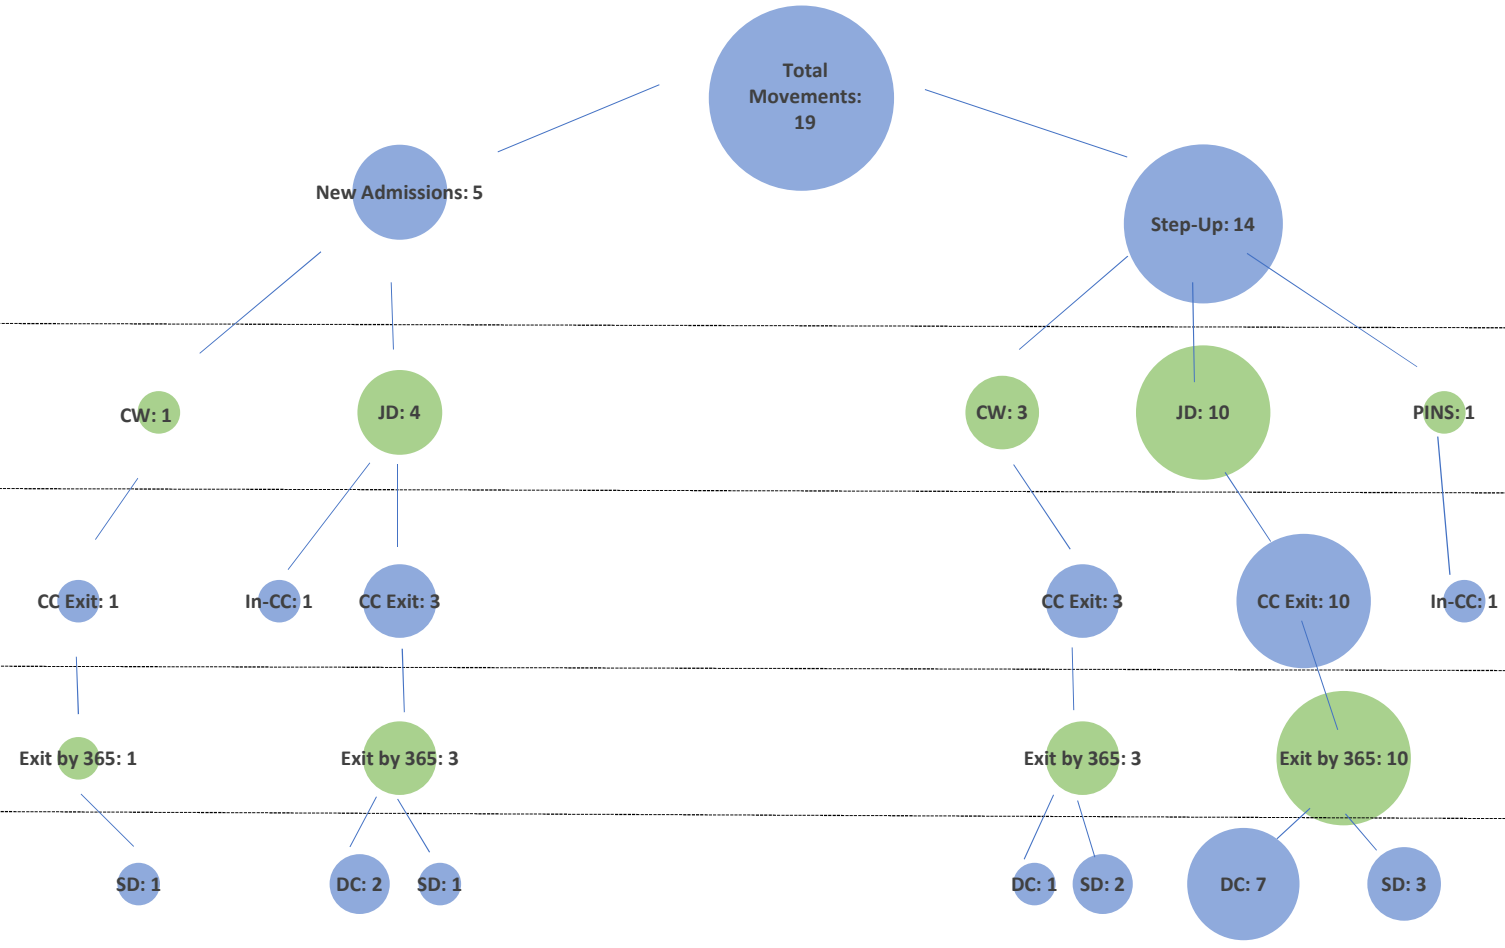 Total
Movements:
19
New Admissions: 5
Step-Up: 14
CW: 1
JD: 4
CW: 3
JD: 10
PINS: 1
CC Exit: 1
In-CC: 1
CC Exit: 3
CC Exit: 3
CC Exit: 10
In-CC: 1
Exit by 365: 1
Exit by 365: 3
Exit by 365: 3
Exit by 365: 10
SD: 1
DC: 2
SD: 1
DC: 1
SD: 2
DC: 7
SD: 3